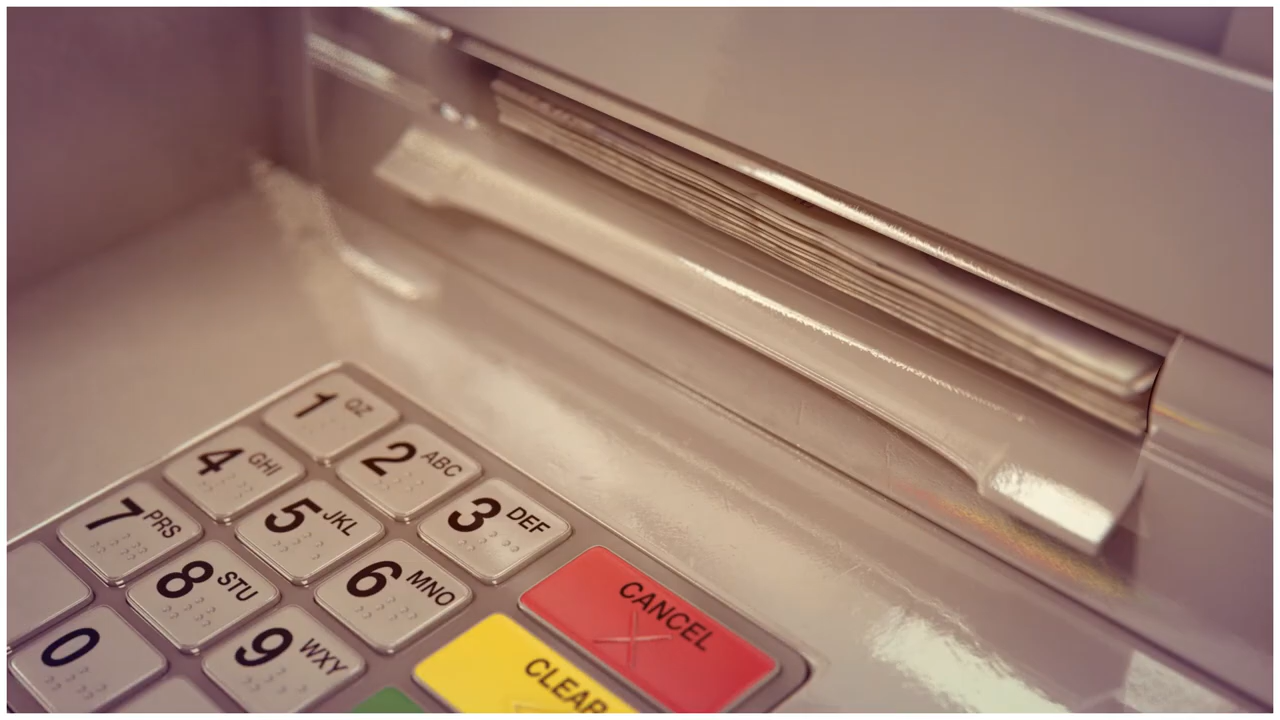 1 QZ
2 ABC
3 DEF
CANCEL
4 GHI
5 JKL
6 MNO
CLEAR
7 PRS
8 STU
9 WXY
0